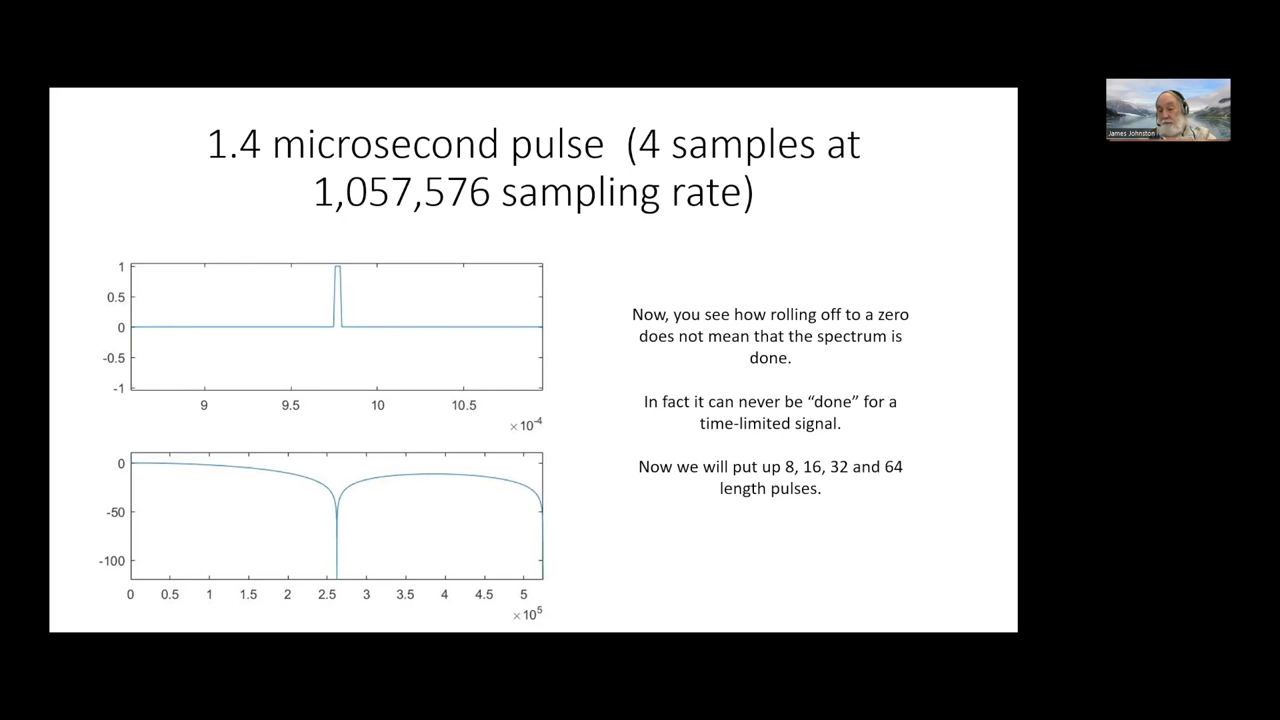 1.4 microsecond pulse (4 samples at
1,057,576 sampling rate)
1
0.5
0
-0.5
-1
9
9.5
10
10.5
×10-4
0
-50
-100
0
0.5
1
1.5
2
2.5
3
3.5
4
4.5
5
×105
Now, you see how rolling off to a zero
does not mean that the spectrum is
done.
In fact it can never be “done” for a
time-limited signal.
Now we will put up 8, 16, 32 and 64
length pulses.
James Johnston